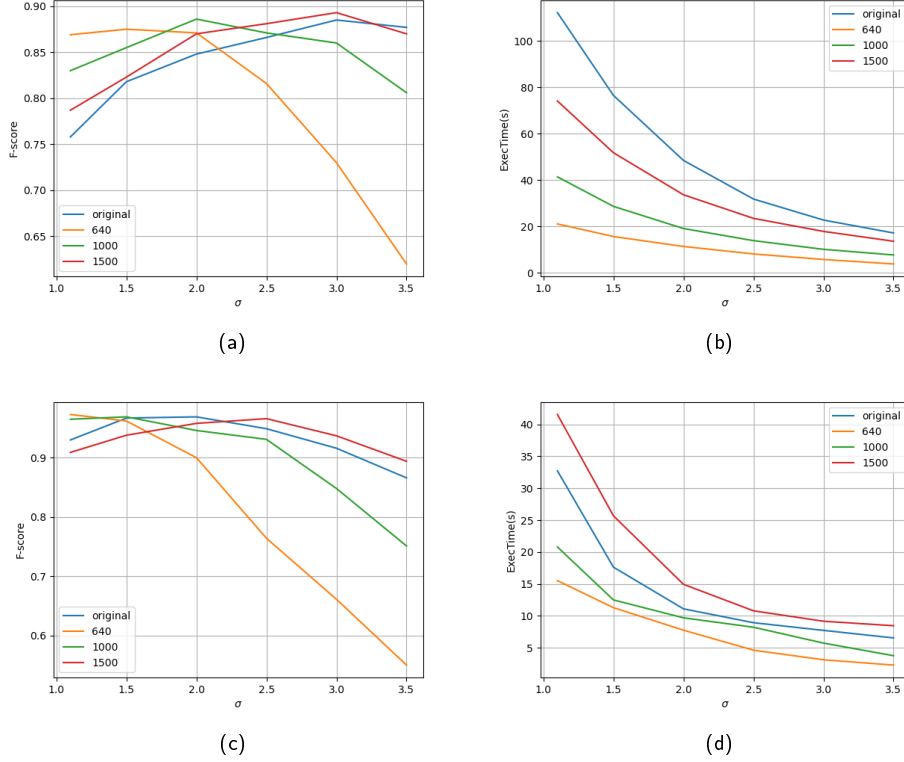 0.90
0.85
0.80
0.75
0.70
0.65
F-score
original
640
1000
1500
1.0 1.5 2.0 2.5 3.0 3.5
σ
(a)
100
80
60
40
20
0
ExecTime(s)
original
640
1000
1500
1.0 1.5 2.0 2.5 3.0 3.5
σ
(b)
0.9
0.8
0.7
0.6
F-score
original
640
1000
1500
1.0 1.5 2.0 2.5 3.0 3.5
σ
(c)
40
35
30
25
20
15
10
5
ExecTime(s)
original
640
1000
1500
1.0 1.5 2.0 2.5 3.0 3.5
σ
(d)